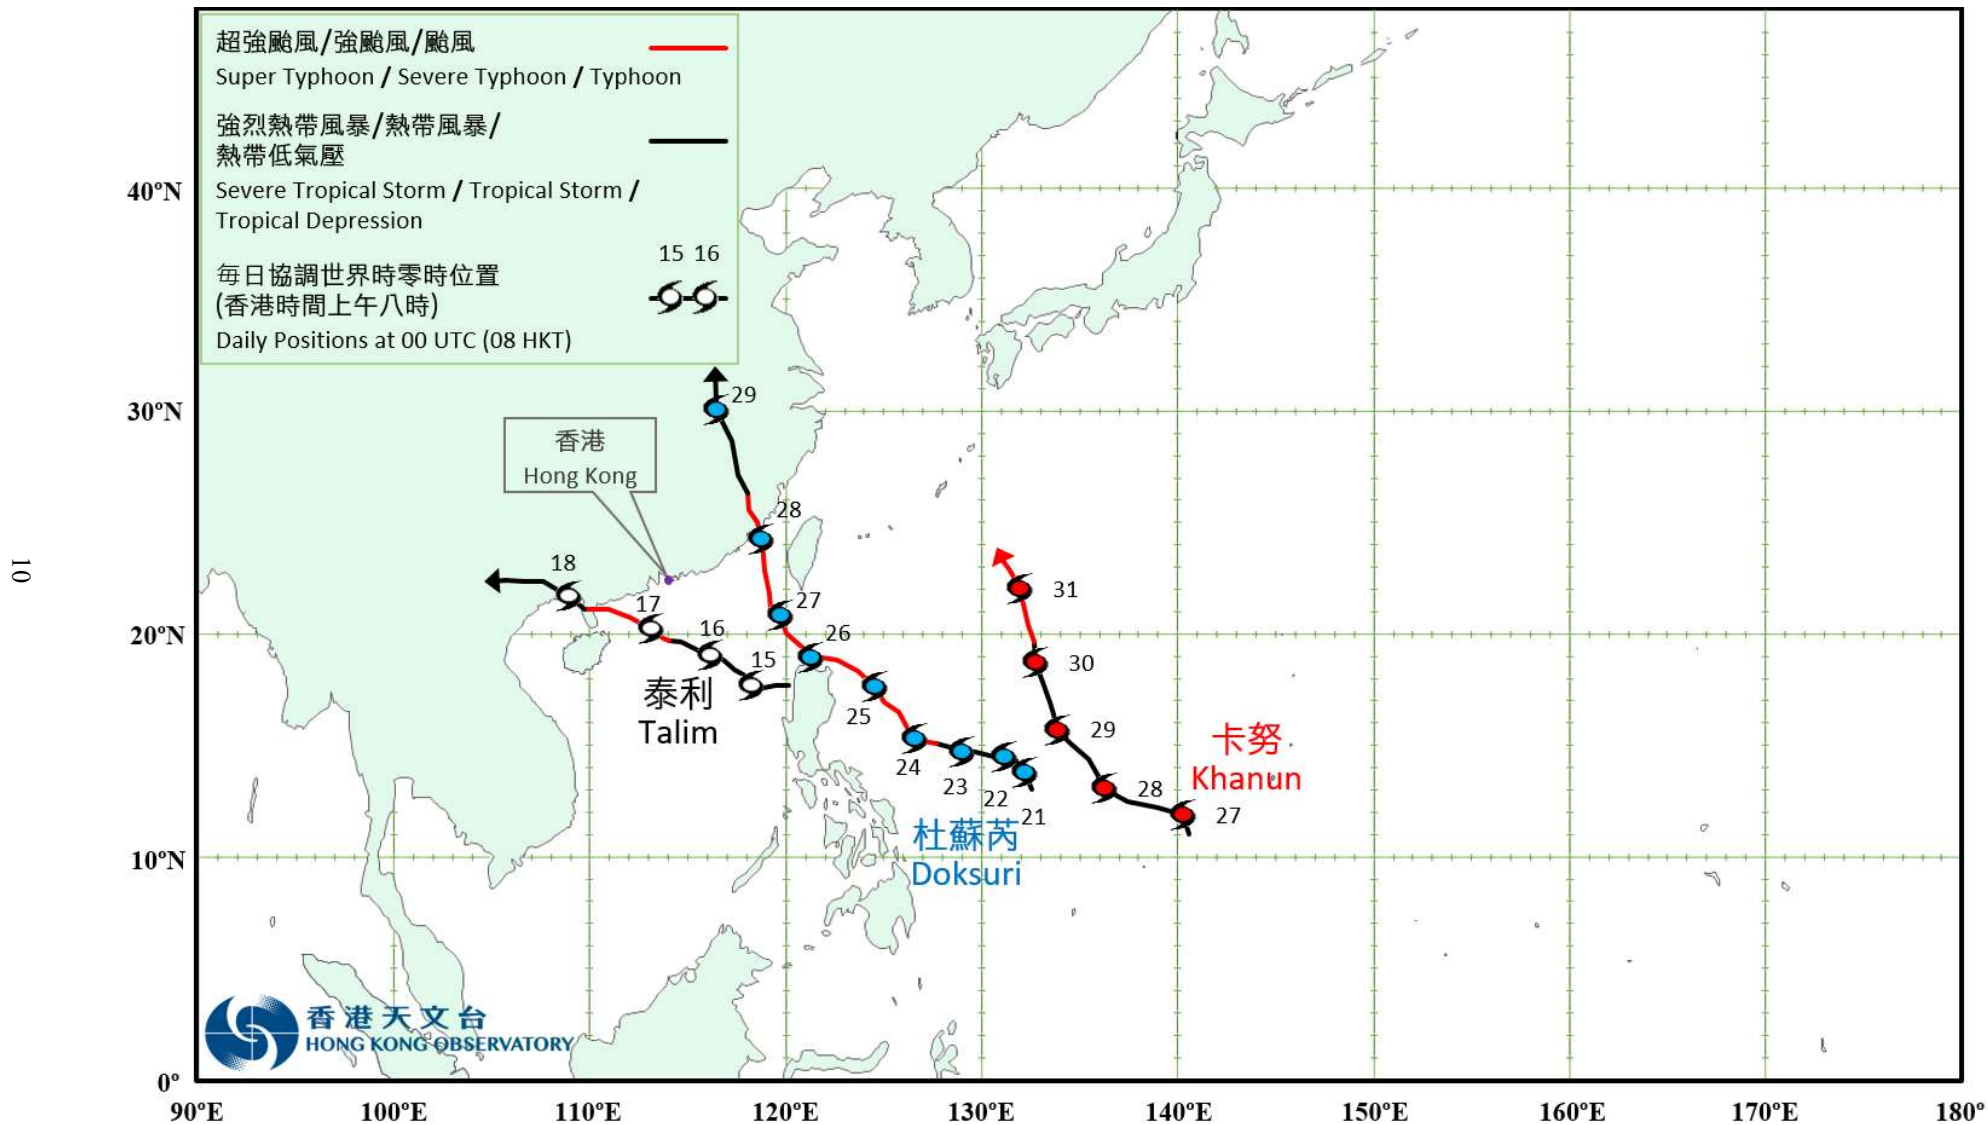 超強颱風/強颱風/颱風
Super Typhoon / Severe Typhoon / Typhoon
強烈熱帶風暴/熱帶風暴/
熱帶低氣壓
Severe Tropical Storm / Tropical Storm /
Tropical Depression
15 16
每日協調世界時零時位置
(香港時間上午八時)
Daily Positions at 00 UTC (08 HKT)
40°N
30°N
20°N
10°N
0°
10
香港
Hong Kong
29
28
27
26
25
24
23
22
21
18
17
16
15
泰利
Talim
杜蘇芮
Doksuri
31
30
29
28
27
卡努
Khanun
香港天文台
HONG KONG OBSERVATORY
90°E 100°E 110°E 120°E 130°E 140°E 150°E 160°E 170°E 180°